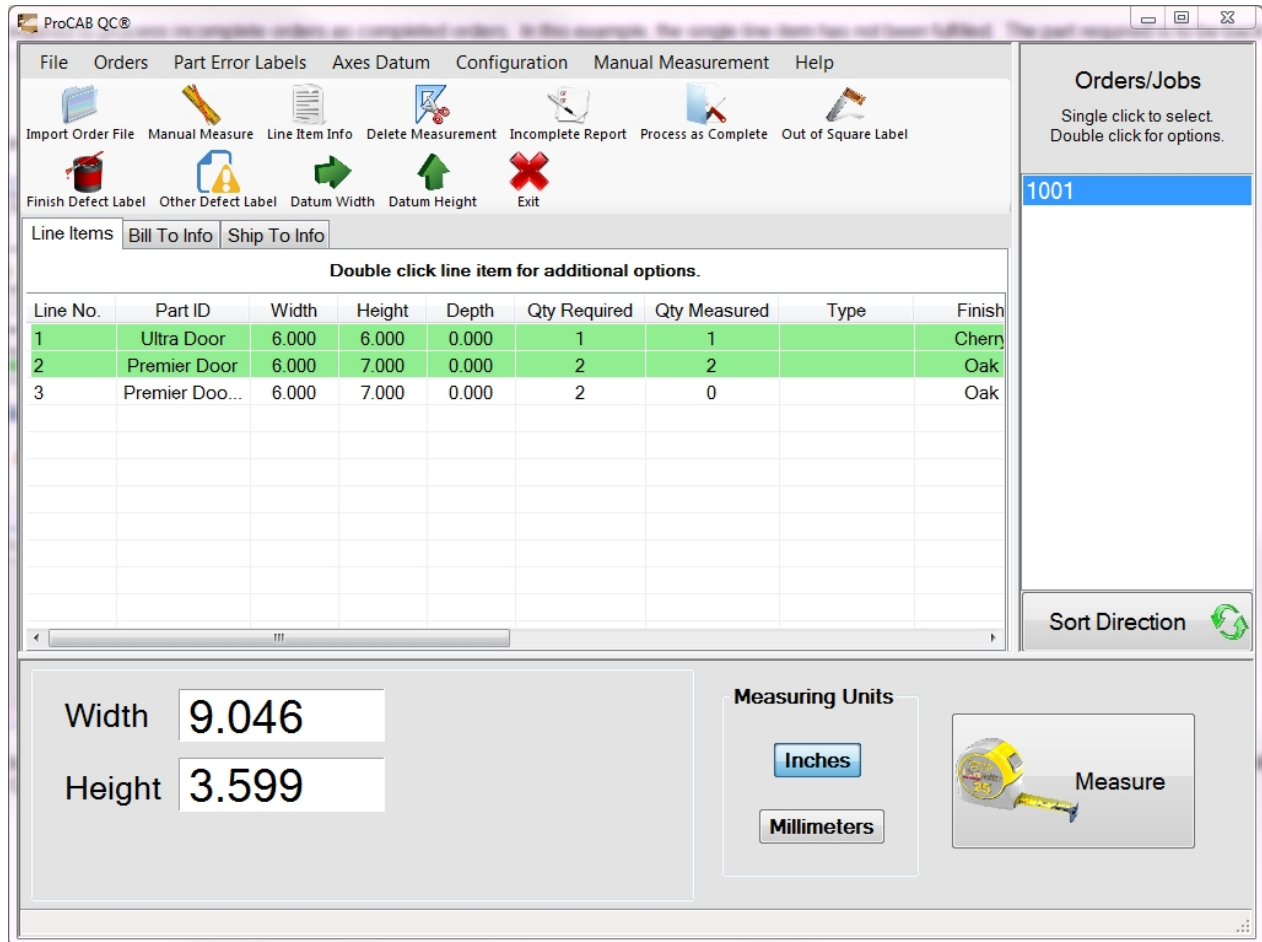 ProCAB QC®
File Orders Part Error Labels Axes Datum Configuration Manual Measurement Help
Import Order File Manual Measure Line Item Info Delete Measurement Incomplete Report Process as Complete Out of Square Label
Finish Defect Label Other Defect Label Datum Width Datum Height Exit
Line Items Bill To Info Ship To Info
Double click line item for additional options.
Line No. Part ID Width Height Depth Qty Required Qty Measured Type Finish
1 Ultra Door 6.000 6.000 0.000 1 1 Cherry
2 Premier Door 6.000 7.000 0.000 2 2 Oak
3 Premier Doo... 6.000 7.000 0.000 2 0 Oak
Orders/Jobs
Single click to select.
Double click for options.
1001
Sort Direction
Width 9.046
Height 3.599
Measuring Units
Inches
Millimeters
Measure